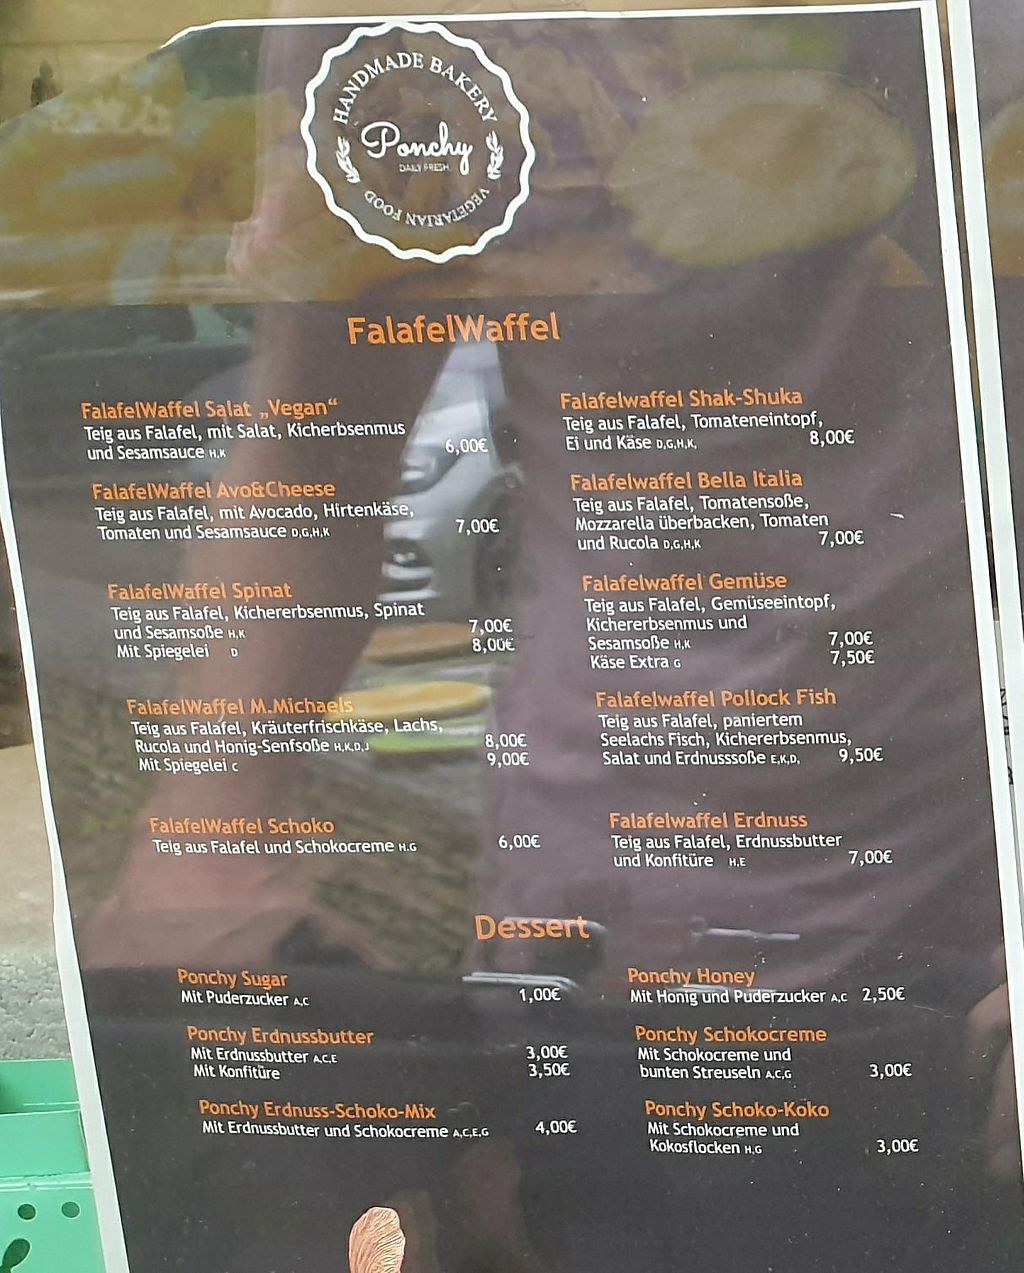 HANDMADE BAKERY
Ponchy
DAILY FRESH
VEGETARIAN FOOD
FalafelWaffel
FalafelWaffel Salat „Vegan“
Teig aus Falafel, mit Salat, Kicherbsenmus
und Sesamsauce H,K 6,00€
FalafelWaffel Avo&Cheese
Teig aus Falafel, mit Avocado, Hirtenkäse,
Tomaten und Sesamsauce D,G,H,K 7,00€
FalafelWaffel Spinat
Teig aus Falafel, Kichererbsenmus, Spinat
und Sesamsoße H,K 7,00€
Mit Spiegelei D 8,00€
FalafelWaffel M.Michaels
Teig aus Falafel, Kräuterfrischkäse, Lachs,
Rucola und Honig-Senfsoße H,K,D,J 8,00€
Mit Spiegelei C 9,00€
FalafelWaffel Schoko
Teig aus Falafel und Schokocreme H,G 6,00€
Falafelwaffel Shak-Shuka
Teig aus Falafel, Tomateneintopf,
Ei und Käse D,G,H,K, 8,00€
Falafelwaffel Bella Italia
Teig aus Falafel, Tomatensoße,
Mozzarella überbacken, Tomaten
und Rucola D,G,H,K 7,00€
Falafelwaffel Gemüse
Teig aus Falafel, Gemüseeintopf,
Kichererbsenmus und
Sesamsoße H,K 7,00€
Käse Extra G 7,50€
Falafelwaffel Pollock Fish
Teig aus Falafel, paniertem
Seelachs Fisch, Kichererbsenmus,
Salat und Erdnusssoße E,K,D, 9,50€
Falafelwaffel Erdnuss
Teig aus Falafel, Erdnussbutter
und Konfitüre H,E 7,00€
Dessert
Ponchy Sugar
Mit Puderzucker A,C 1,00€
Ponchy Erdnussbutter
Mit Erdnussbutter A,C,E 3,00€
Mit Konfitüre 3,50€
Ponchy Erdnuss-Schoko-Mix
Mit Erdnussbutter und Schokocreme A,C,E,G 4,00€
Ponchy Honey
Mit Honig und Puderzucker A,C 2,50€
Ponchy Schokocreme
Mit Schokocreme und
bunten Streuseln A,C,G 3,00€
Ponchy Schoko-Koko
Mit Schokocreme und
Kokosflocken H,G 3,00€